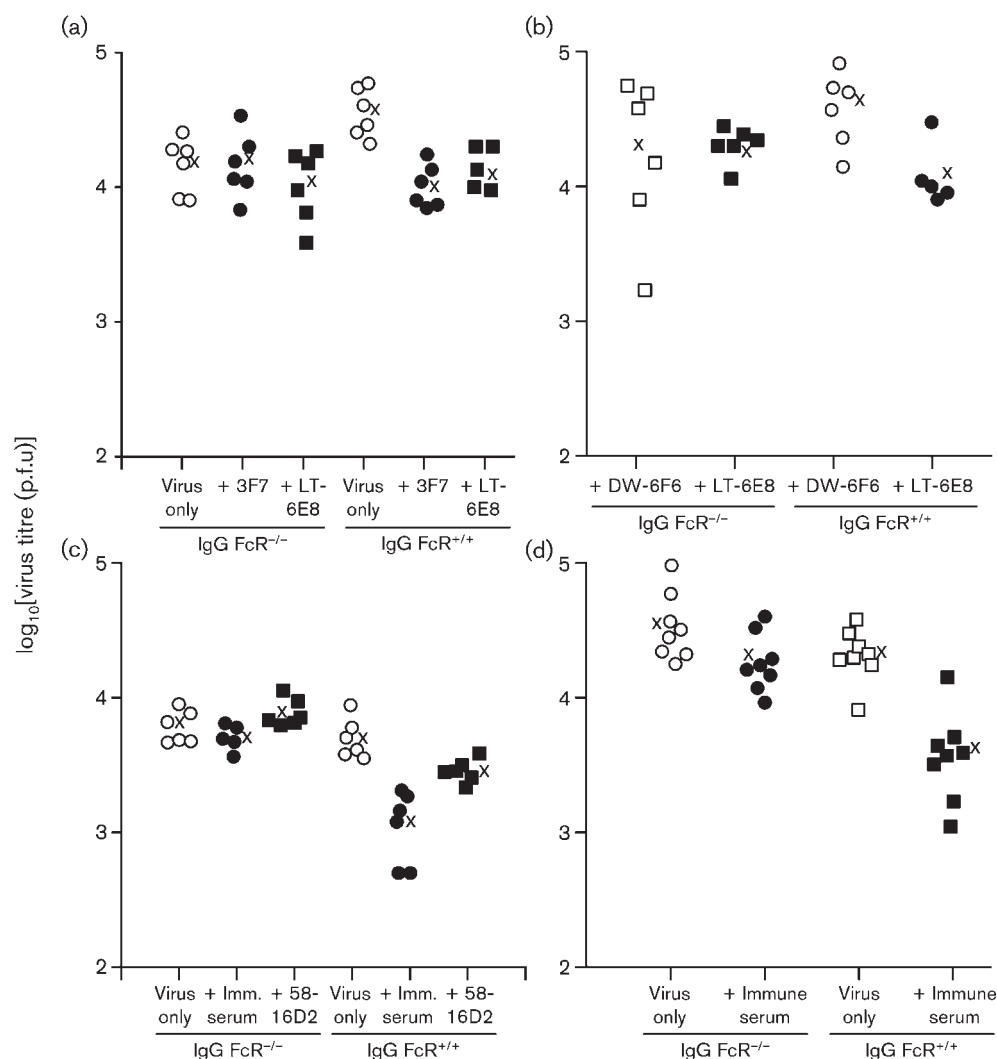 (a)
5
4
3
2
Virus only
+ 3F7
+ LT-6E8
Virus only
+ 3F7
+ LT-6E8
IgG FcR−/−
IgG FcR+/+
(b)
5
4
3
2
+ DW-6F6
+ LT-6E8
+ DW-6F6
+ LT-6E8
IgG FcR−/−
IgG FcR+/+
log10[virus titre (p.f.u)]
(c)
5
4
3
2
Virus only
+ Imm. serum
+ 58-16D2
Virus only
+ Imm. serum
+ 58-16D2
IgG FcR−/−
IgG FcR+/+
(d)
5
4
3
2
Virus only
+ Immune serum
Virus only
+ Immune serum
IgG FcR−/−
IgG FcR+/+